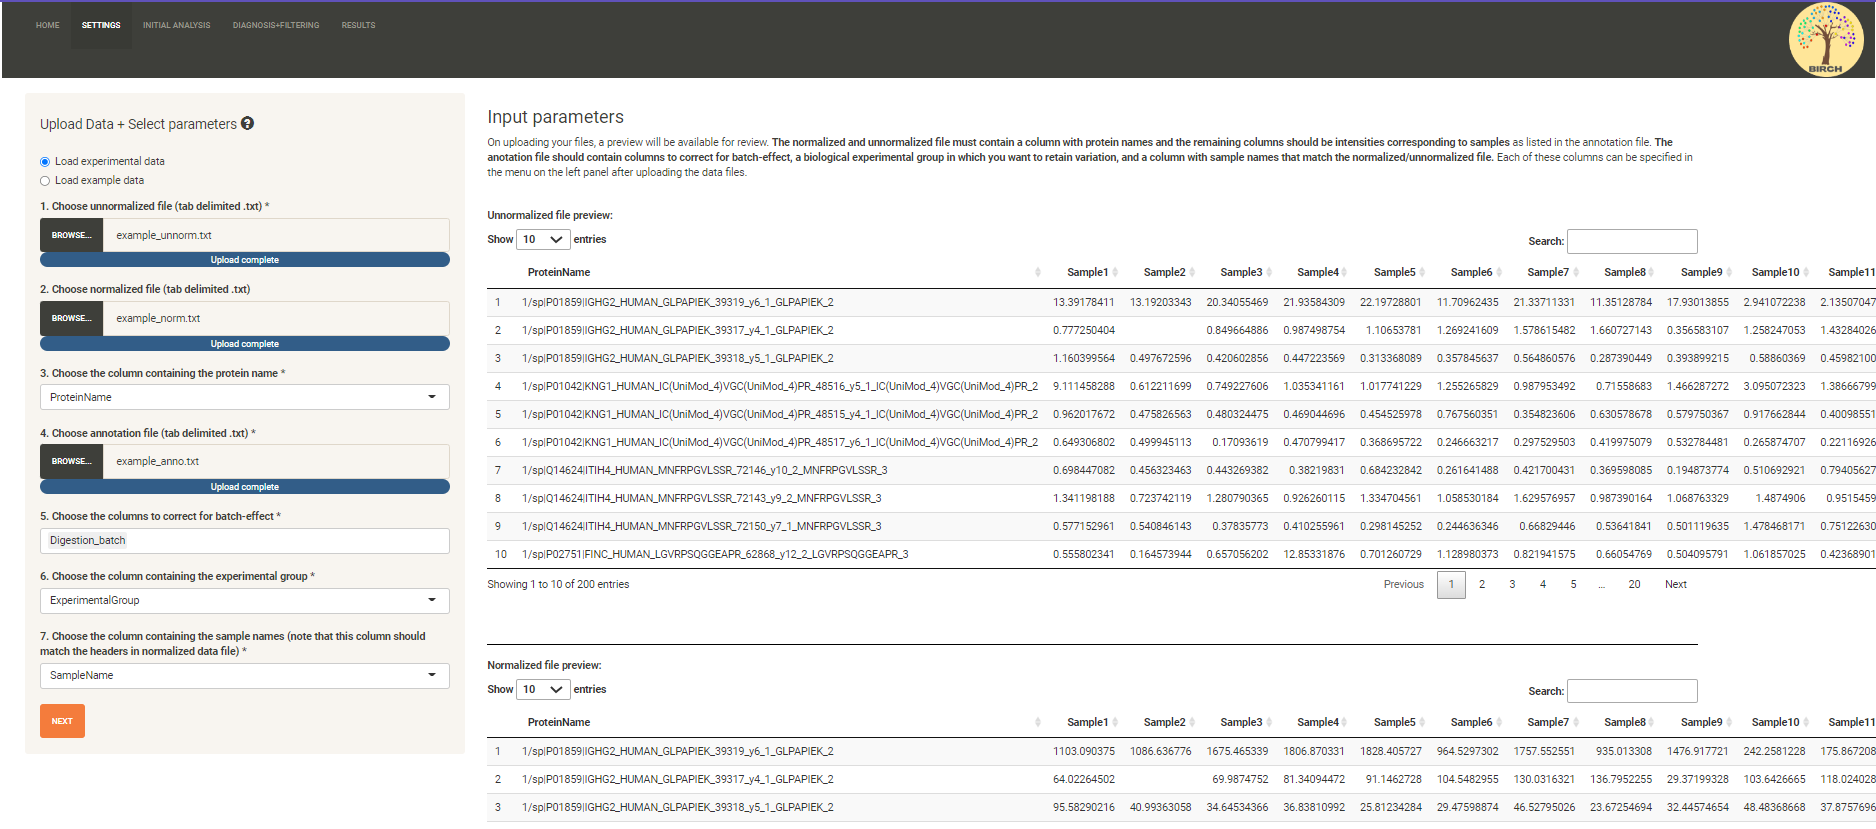 HOME SETTINGS INITIAL ANALYSIS DIAGNOSIS+FILTERING RESULTS
BIRCH
Upload Data + Select parameters ?
Load experimental data
Load example data
1. Choose unnormalized file (tab delimited .txt) *
BROWSE... example_unnorm.txt
Upload complete
2. Choose normalized file (tab delimited .txt)
BROWSE... example_norm.txt
Upload complete
3. Choose the column containing the protein name *
ProteinName
4. Choose annotation file (tab delimited .txt) *
BROWSE... example_anno.txt
Upload complete
5. Choose the columns to correct for batch-effect *
Digestion_batch
6. Choose the column containing the experimental group *
ExperimentalGroup
7. Choose the column containing the sample names (note that this column should
match the headers in normalized data file) *
SampleName
NEXT
Input parameters
On uploading your files, a preview will be available for review. The normalized and unnormalized file must contain a column with protein names and the remaining columns should be intensities corresponding to samples as listed in the annotation file. The
anotation file should contain columns to correct for batch-effect, a biological experimental group in which you want to retain variation, and a column with sample names that match the normalized/unnormalized file. Each of these columns can be specified in
the menu on the left panel after uploading the data files.
Unnormalized file preview:
Show 10 entries Search:
ProteinName Sample1 Sample2 Sample3 Sample4 Sample5 Sample6 Sample7 Sample8 Sample9 Sample10 Sample11
1 1/sp|P01859|IGHG2_HUMAN_GLPAPIEK_39319_y6_1_GLPAPIEK_2 13.39178411 13.19203343 20.34055469 21.93584309 22.19728801 11.70962435 21.33711331 11.35128784 17.93013855 2.941072238 2.13507047
2 1/sp|P01859|IGHG2_HUMAN_GLPAPIEK_39317_y4_1_GLPAPIEK_2 0.777250404 0.849664886 0.987498754 1.10653781 1.269241609 1.578615482 1.660727143 0.356583107 1.258247053 1.43284026
3 1/sp|P01859|IGHG2_HUMAN_GLPAPIEK_39318_y5_1_GLPAPIEK_2 1.160399564 0.497672596 0.420602856 0.447223569 0.313368089 0.357845637 0.564860576 0.287390449 0.393899215 0.58860369 0.45982100
4 1/sp|P01042|KNG1_HUMAN_IC(UniMod_4)VGC(UniMod_4)PR_48516_y5_1_IC(UniMod_4)VGC(UniMod_4)PR_2 9.111458288 0.612211699 0.749227606 1.035341161 1.017741229 1.255265829 0.987953492 0.71558683 1.466287272 3.095072323 1.38666799
5 1/sp|P01042|KNG1_HUMAN_IC(UniMod_4)VGC(UniMod_4)PR_48515_y4_1_IC(UniMod_4)VGC(UniMod_4)PR_2 0.962017672 0.475826563 0.480324475 0.469044696 0.454525978 0.767560351 0.354823606 0.630578678 0.579750367 0.917662844 0.40098551
6 1/sp|P01042|KNG1_HUMAN_IC(UniMod_4)VGC(UniMod_4)PR_48517_y6_1_IC(UniMod_4)VGC(UniMod_4)PR_2 0.649306802 0.499945113 0.17093619 0.470799417 0.368695722 0.246663217 0.297529503 0.419975079 0.532784481 0.265874707 0.22116926
7 1/sp|Q14624|ITIH4_HUMAN_MNFRPGVLSSR_72146_y10_2_MNFRPGVLSSR_3 0.698447082 0.456323463 0.443269382 0.38219831 0.684232842 0.261641488 0.421700431 0.369598085 0.194873774 0.510692921 0.79405627
8 1/sp|Q14624|ITIH4_HUMAN_MNFRPGVLSSR_72143_y9_2_MNFRPGVLSSR_3 1.341198188 0.723742119 1.280790365 0.926260115 1.334704561 1.058530184 1.629576957 0.987390164 1.068763329 1.4874906 0.9515459
9 1/sp|Q14624|ITIH4_HUMAN_MNFRPGVLSSR_72150_y7_1_MNFRPGVLSSR_3 0.577152961 0.540846143 0.37835773 0.410255961 0.298145252 0.244636346 0.66829446 0.53641841 0.501119635 1.478468171 0.75122630
10 1/sp|P02751|FINC_HUMAN_LGVRPSQGGEAPR_62868_y12_2_LGVRPSQGGEAPR_3 0.555802341 0.164573944 0.657056202 12.85331876 0.701260729 1.128980373 0.821941575 0.66054769 0.504095791 1.061857025 0.42368901
Showing 1 to 10 of 200 entries Previous 1 2 3 4 5 ... 20 Next
Normalized file preview:
Show 10 entries Search:
ProteinName Sample1 Sample2 Sample3 Sample4 Sample5 Sample6 Sample7 Sample8 Sample9 Sample10 Sample11
1 1/sp|P01859|IGHG2_HUMAN_GLPAPIEK_39319_y6_1_GLPAPIEK_2 1103.090375 1086.636776 1675.465339 1806.870331 1828.405727 964.5297302 1757.552551 935.013308 1476.917721 242.2581228 175.867208
2 1/sp|P01859|IGHG2_HUMAN_GLPAPIEK_39317_y4_1_GLPAPIEK_2 64.02264502 69.9874752 81.34094472 91.1462728 104.5482955 130.0316321 136.7952255 29.37199328 103.6426665 118.024028
3 1/sp|P01859|IGHG2_HUMAN_GLPAPIEK_39318_y5_1_GLPAPIEK_2 95.58290216 40.99363058 34.64534366 36.83810992 25.81234284 29.47598874 46.52795026 23.67254694 32.44574654 48.48368668 37.8757696